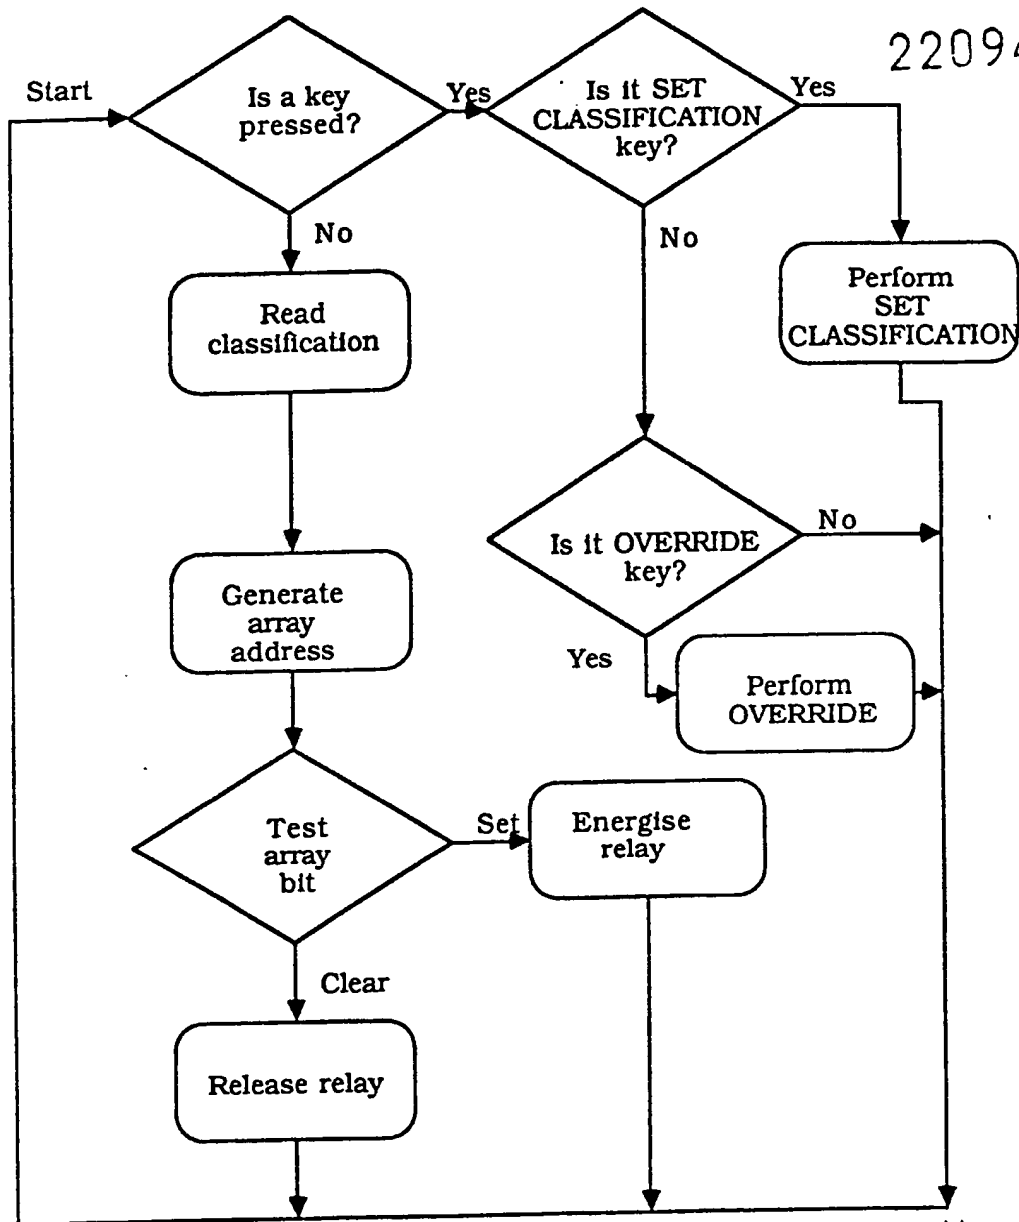 22094
Start
Is a key
pressed?
Yes
Is it SET
CLASSIFICATION
key?
Yes
No
No
Perform
SET
CLASSIFICATION
Read
classification
Is it OVERRIDE
key?
No
Generate
array
address
Yes
Perform
OVERRIDE
Test
array
bit
Set
Energise
relay
Clear
Release relay